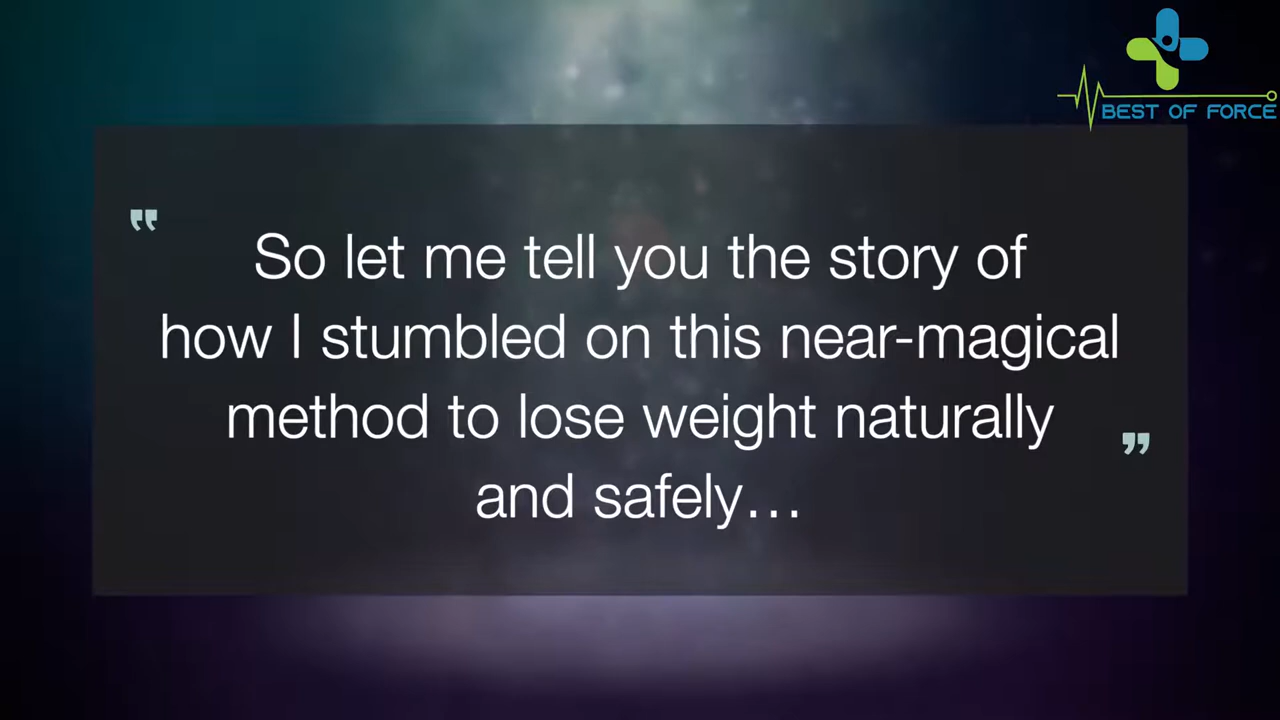 BEST OF FORCE
"
So let me tell you the story of
how I stumbled on this near-magical
method to lose weight naturally
and safely…
"